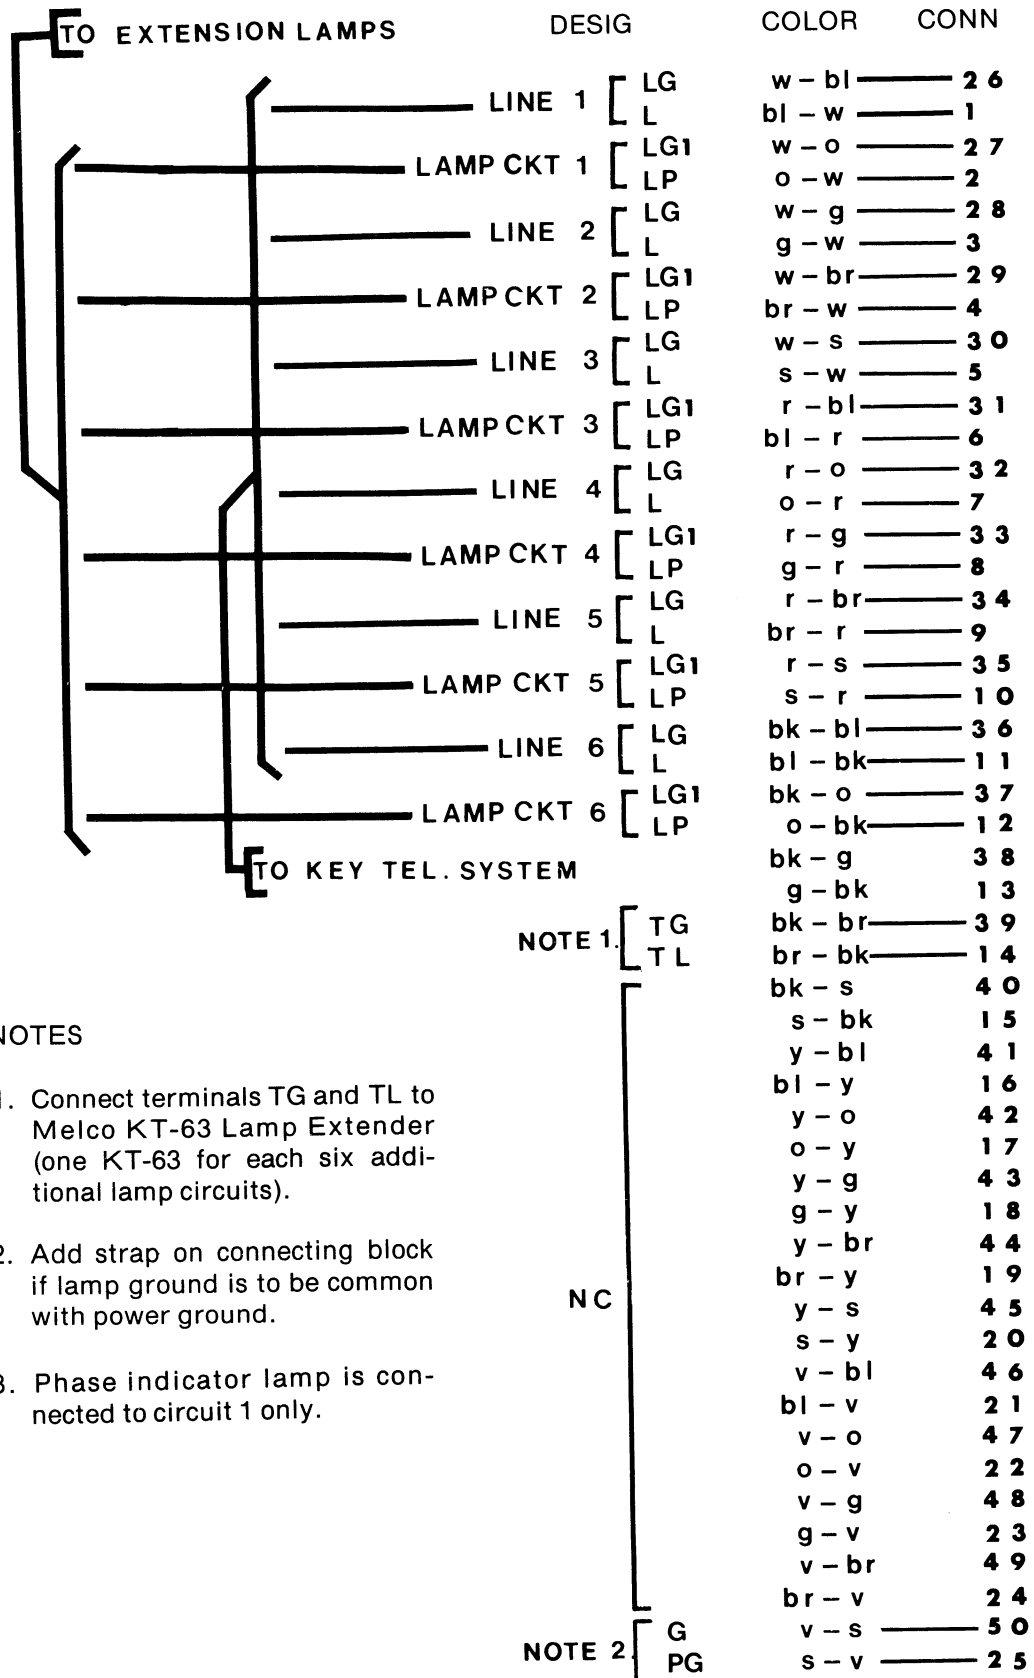 TO EXTENSION LAMPS DESIG COLOR CONN
LINE 1 LG w – bl 26
L bl – w 1
LAMP CKT 1 LG1 w – o 27
LP o – w 2
LINE 2 LG w – g 28
L g – w 3
LAMP CKT 2 LG1 w – br 29
LP br – w 4
LINE 3 LG w – s 30
L s – w 5
LAMP CKT 3 LG1 r – bl 31
LP bl – r 6
LINE 4 LG r – o 32
L o – r 7
LAMP CKT 4 LG1 r – g 33
LP g – r 8
LINE 5 LG r – br 34
L br – r 9
LAMP CKT 5 LG1 r – s 35
LP s – r 10
LINE 6 LG bk – bl 36
L bl – bk 11
LAMP CKT 6 LG1 bk – o 37
LP o – bk 12
bk – g 38
TO KEY TEL. SYSTEM
g – bk 13
NOTE 1. TG bk – br 39
TL br – bk 14
NC
bk – s 40
s – bk 15
y – bl 41
bl – y 16
y – o 42
o – y 17
y – g 43
g – y 18
y – br 44
br – y 19
y – s 45
s – y 20
v – bl 46
bl – v 21
v – o 47
o – v 22
v – g 48
g – v 23
v – br 49
br – v 24
NOTE 2. G v – s 50
PG s – v 25
NOTES
1. Connect terminals TG and TL to
Melco KT-63 Lamp Extender
(one KT-63 for each six addi-
tional lamp circuits).
2. Add strap on connecting block
if lamp ground is to be common
with power ground.
3. Phase indicator lamp is con-
nected to circuit 1 only.